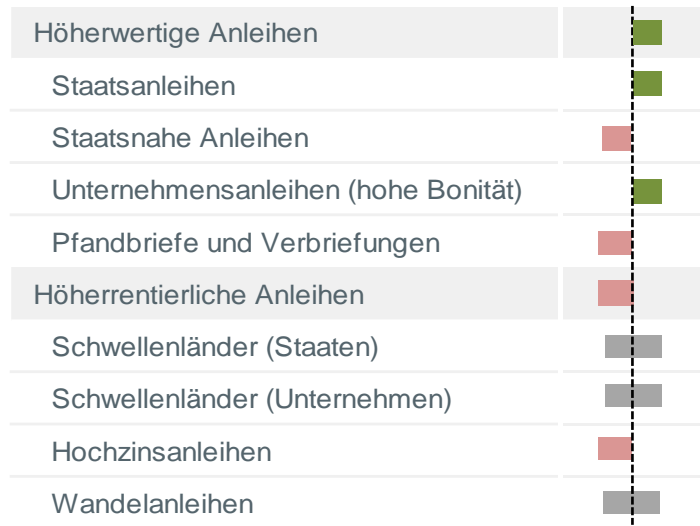 Höherwertige Anleihen
Staatsanleihen
Staatsnahe Anleihen
Unternehmensanleihen (hohe Bonität)
Pfandbriefe und Verbriefungen
Höherrentierliche Anleihen
Schwellenländer (Staaten)
Schwellenländer (Unternehmen)
Hochzinsanleihen
Wandelanleihen